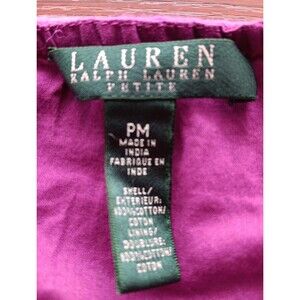 LAUREN
RALPH LAUREN
PETITE
PM
MADE IN
INDIA
FABRIQUE EN
INDE
SHELL/
EXTERIEUR:
100%COTTON/
COTON
LINING/
DOUBLURE:
100%COTTON/
COTON